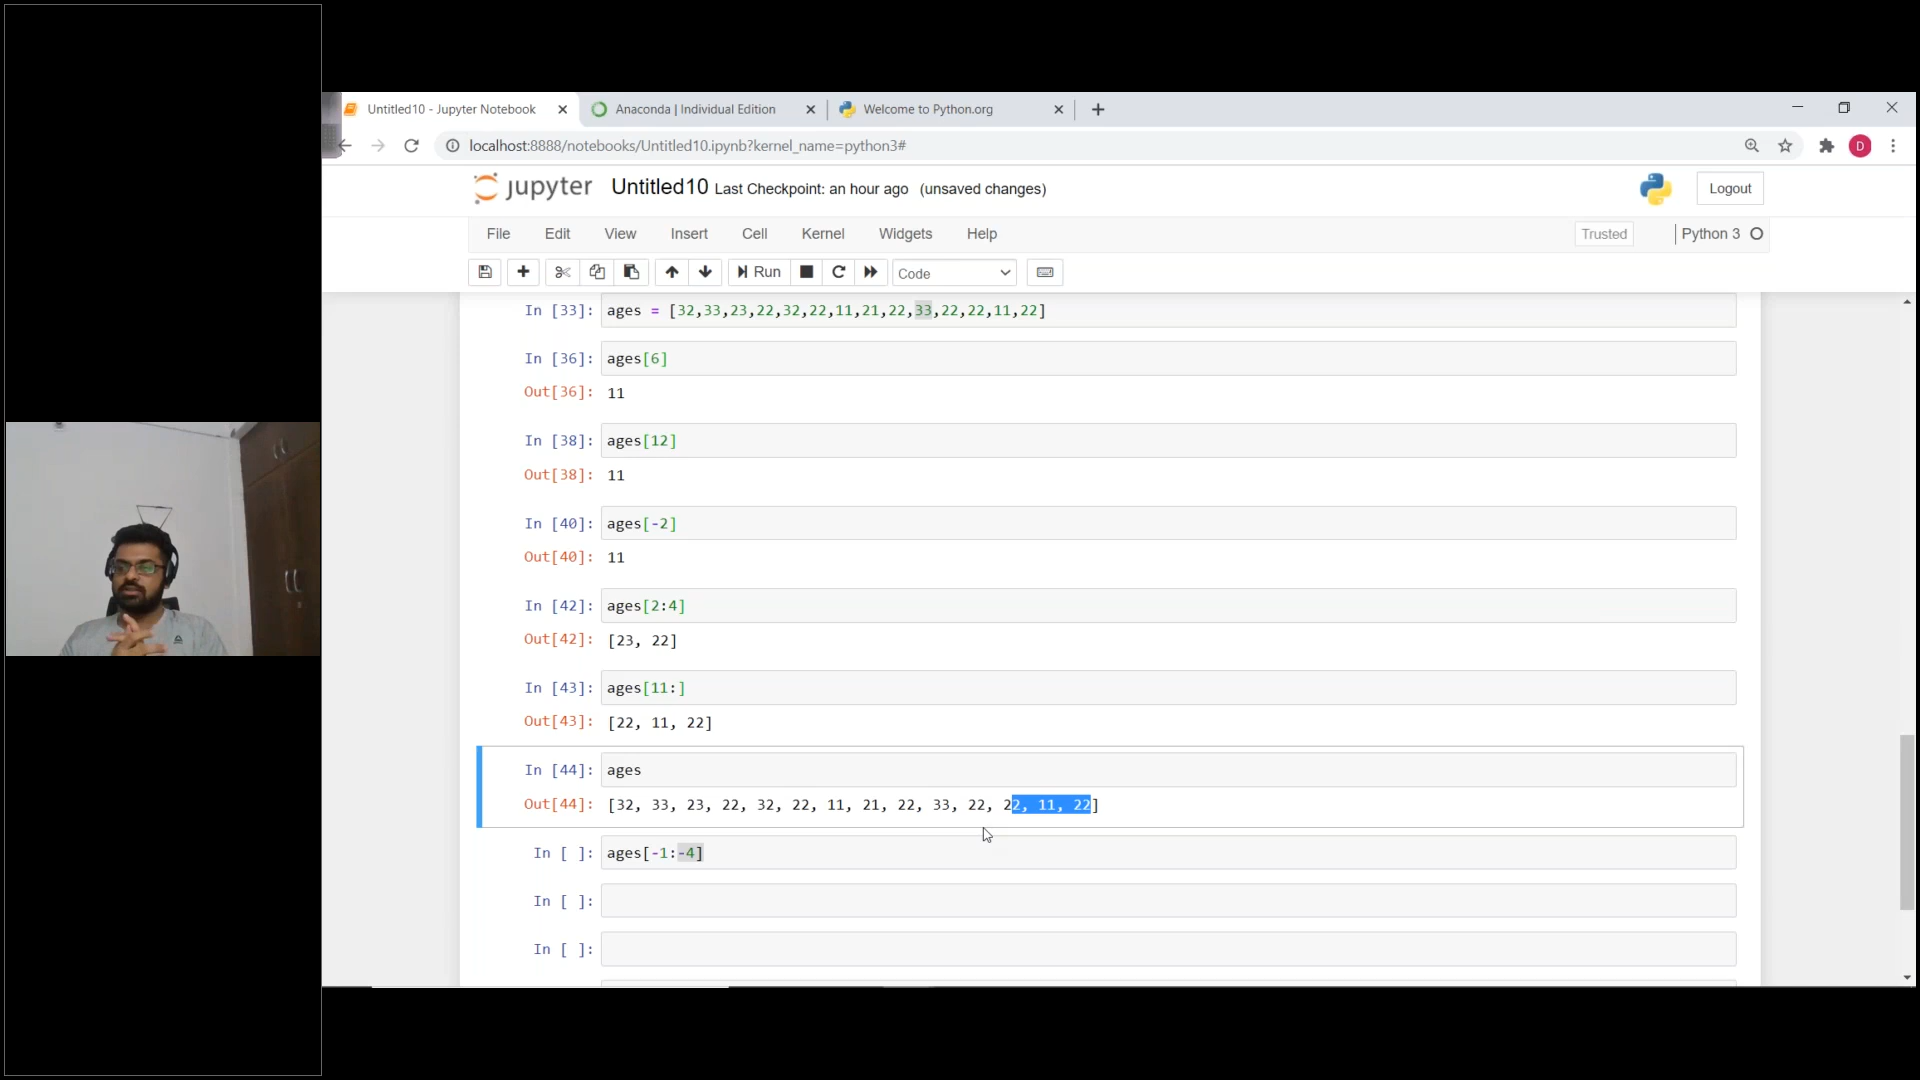 Untitled10 - Jupyter Notebook
Anaconda | Individual Edition
Welcome to Python.org
localhost:8888/notebooks/Untitled10.ipynb?kernel_name=python3#
D
jupyter Untitled10 Last Checkpoint: an hour ago (unsaved changes)
Logout
File Edit View Insert Cell Kernel Widgets Help
Trusted
Python 3
Run
Code
In [33]: ages = [32,33,23,22,32,22,11,21,22,33,22,22,11,22]
In [36]: ages[6]
Out[36]: 11
In [38]: ages[12]
Out[38]: 11
In [40]: ages[-2]
Out[40]: 11
In [42]: ages[2:4]
Out[42]: [23, 22]
In [43]: ages[11:]
Out[43]: [22, 11, 22]
In [44]: ages
Out[44]: [32, 33, 23, 22, 32, 22, 11, 21, 22, 33, 22, 22, 11, 22]
In [ ]: ages[-1:-4]
In [ ]:
In [ ]: